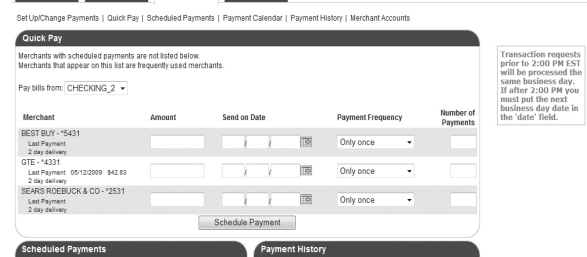 Set Up/Change Payments | Quick Pay | Scheduled Payments | Payment Calendar | Payment History | Merchant Accounts
Quick Pay
Merchants with scheduled payments are not listed below.
Merchants that appear on this list are frequently used merchants.
Pay bills from: CHECKING_2
Merchant Amount Send on Date Payment Frequency Number of Payments
BEST BUY - *5431
Last Payment / / Only once
2 day delivery
GTE - *4331
Last Payment 05/12/2009 $42.83 / / Only once
2 day delivery
SEARS ROEBUCK & CO - *2531
Last Payment / / Only once
2 day delivery
Schedule Payment
Scheduled Payments Payment History
Transaction requests
prior to 2:00 PM EST
will be processed the
same business day.
If after 2:00 PM you
must put the next
business day date in
the 'date' field.